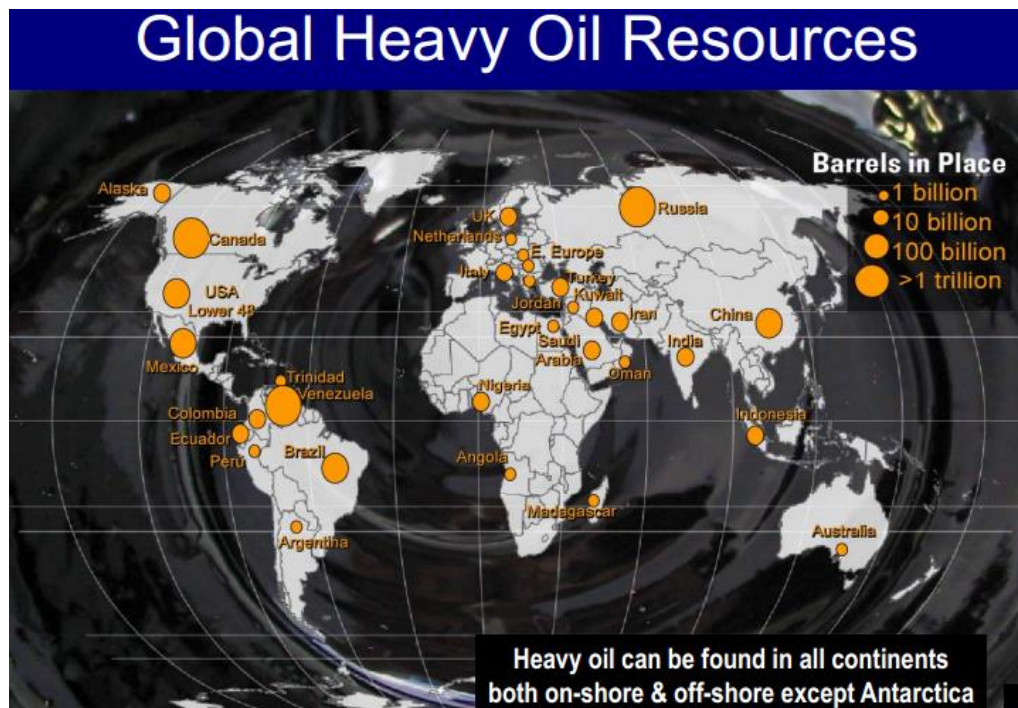 Global Heavy Oil Resources
Barrels in Place
1 billion
10 billion
100 billion
>1 trillion
Alaska
Canada
USA
Lower 48
Mexico
Trinidad
Venezuela
Colombia
Ecuador
Peru
Brazil
Argentina
UK
Netherlands
E. Europe
Italy
Turkey
Jordan
Kuwait
Egypt
Saudi
Arabia
Iran
Oman
Nigeria
Angola
Madagascar
Russia
China
India
Indonesia
Australia
Heavy oil can be found in all continents
both on-shore & off-shore except Antarctica